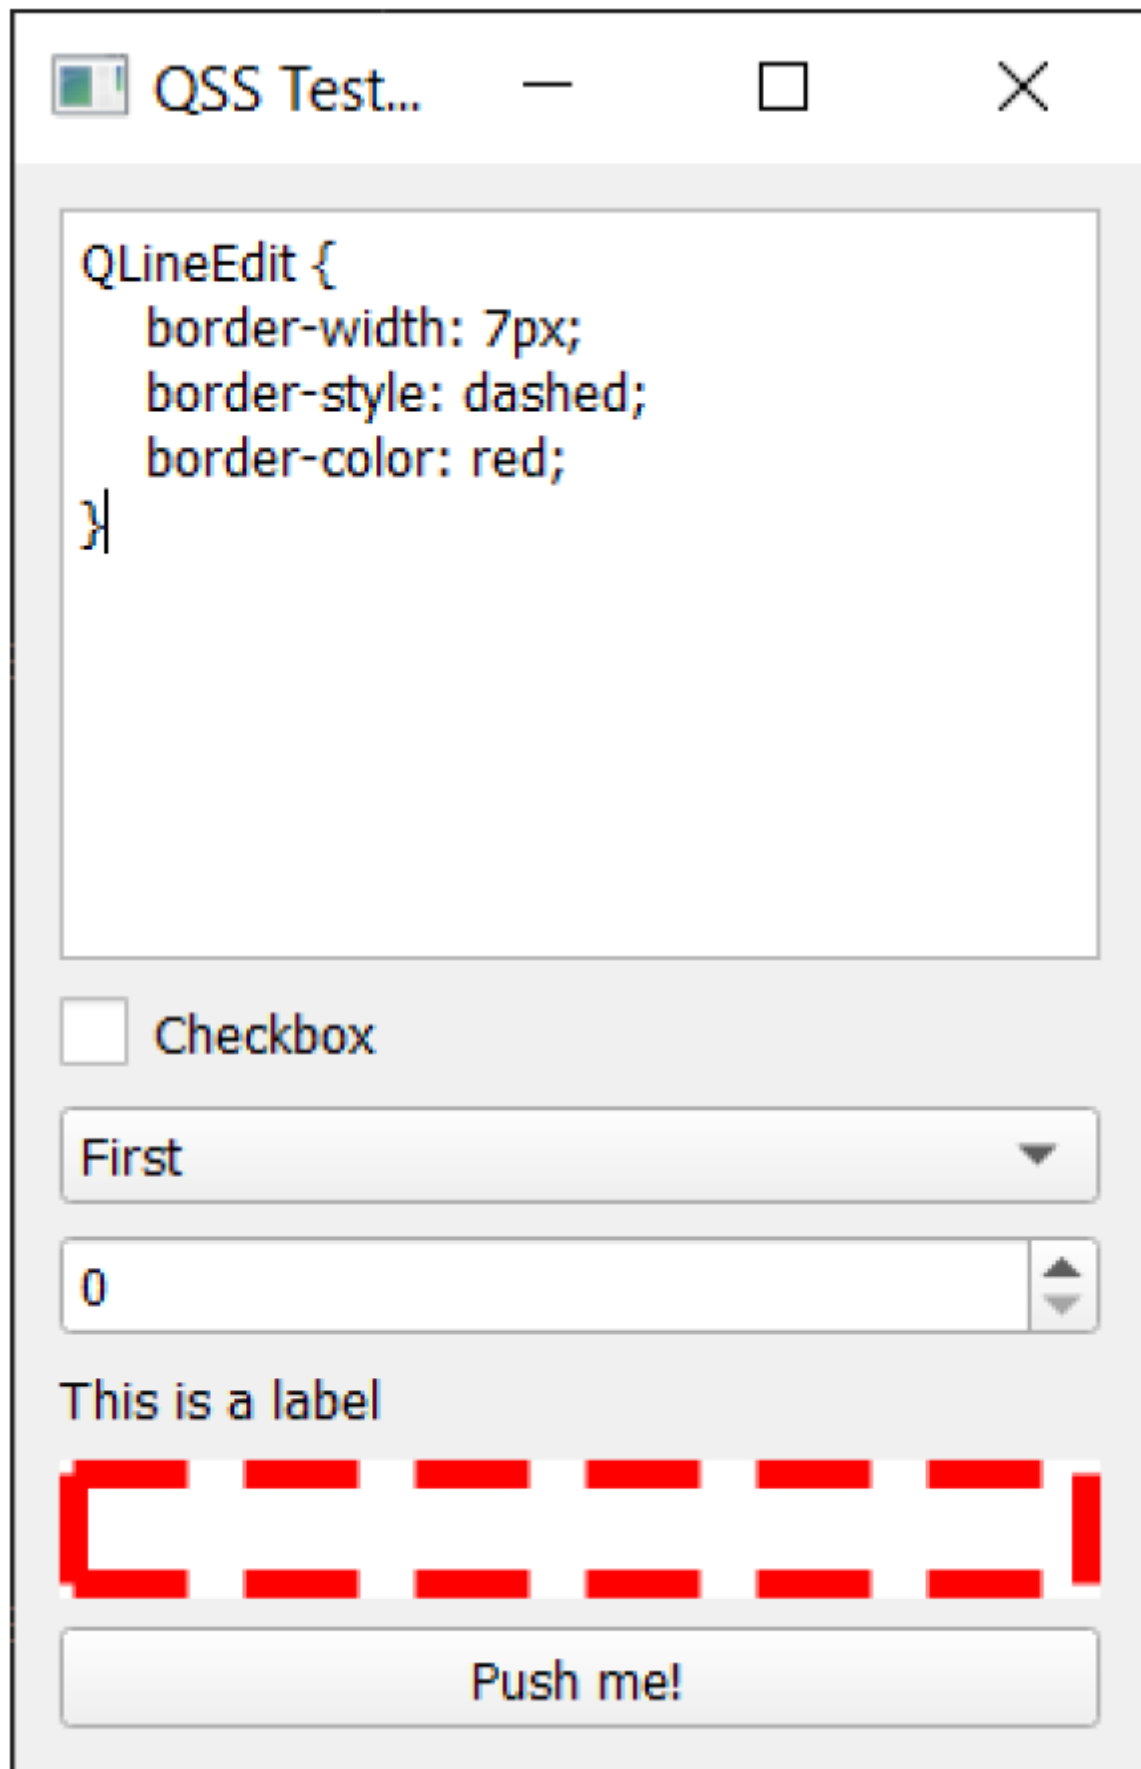 QSS Test...
QLineEdit {
    border-width: 7px;
    border-style: dashed;
    border-color: red;
}
Checkbox
First
0
This is a label
Push me!